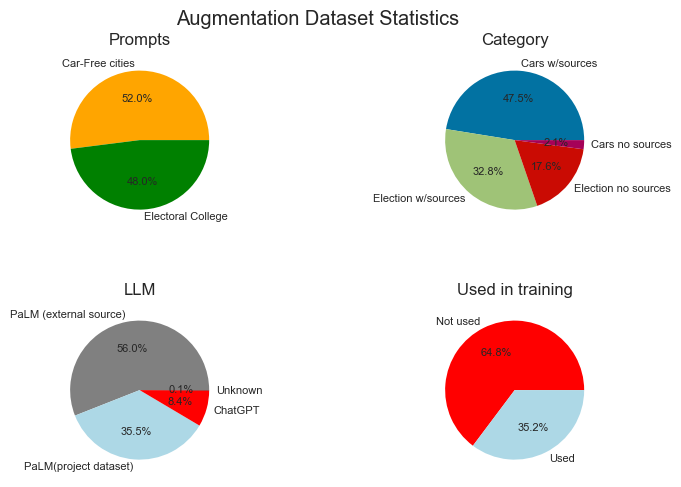 Augmentation Dataset Statistics
Prompts
Car-Free cities
52.0%
48.0%
Electoral College
Category
Cars w/sources
47.5%
2.1%
Cars no sources
17.6%
32.8%
Election no sources
Election w/sources
LLM
PaLM (external source)
56.0%
0.1%
Unknown
8.4%
ChatGPT
35.5%
PaLM(project dataset)
Used in training
Not used
64.8%
35.2%
Used